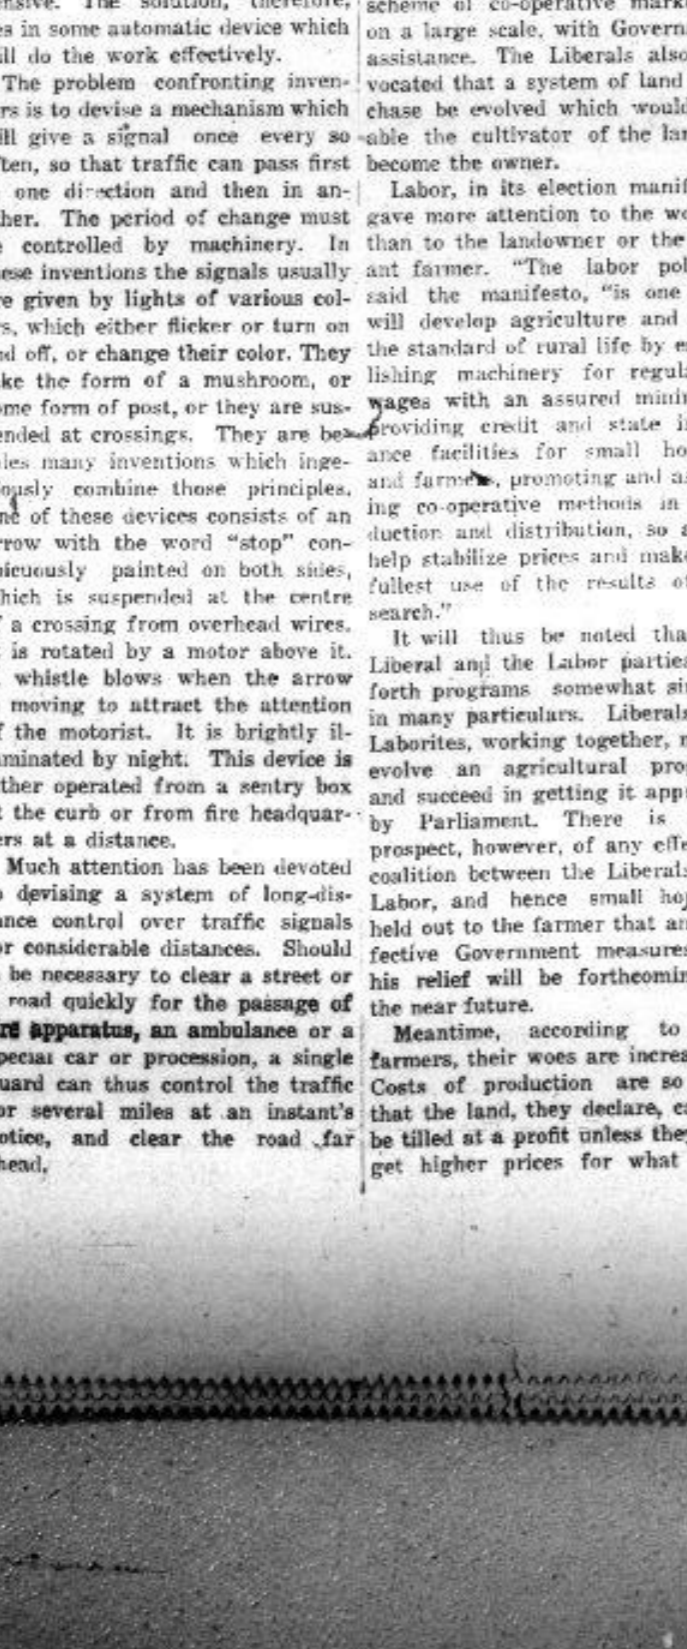 ensive. The solution, therefore,
es in some automatic device which
ill do the work effectively.
The problem confronting inven-
rs is to devise a mechanism which
ill give a signal once every so
ften, so that traffic can pass first
one direction and then in an-
her. The period of change must
controlled by machinery. In
hese inventions the signals usually
re given by lights of various col-
rs, which either flicker or turn on
nd off, or change their color. They
ke the form of a mushroom, or
ome form of post, or they are sus-
ended at crossings. They are be-
ides many inventions which inge-
ously combine those principles.
ne of these devices consists of an
rrow with the word "stop" con-
picuously painted on both sides,
hich is suspended at the centre
f a crossing from overhead wires.
is rotated by a motor above it.
whistle blows when the arrow
moving to attract the attention
f the motorist. It is brightly il-
uminated by night. This device is
ither operated from a sentry box
t the curb or from fire headquar-
ers at a distance.
Much attention has been devoted
o devising a system of long-dis-
ance control over traffic signals
or considerable distances. Should
be necessary to clear a street or
road quickly for the passage of
re apparatus, an ambulance or a
pecial car or procession, a single
uard can thus control the traffic
or several miles at an instant's
otice, and clear the road far
head.
scheme of co-operative mark
on a large scale, with Govern
assistance. The Liberals also
vocated that a system of land
chase be evolved which would
able the cultivator of the lan
become the owner.
Labor, in its election manif
gave more attention to the wo
than to the landowner or the
ant farmer. "The labor pol
said the manifesto, "is one
will develop agriculture and
the standard of rural life by e
lishing machinery for regula
wages with an assured minim
providing credit and state in
ance facilities for small ho
and farmers, promoting and as
ing co-operative methods in
duction and distribution, so a
help stabilize prices and make
fullest use of the results of
search."
It will thus be noted tha
Liberal and the Labor parties
forth programs somewhat si
in many particulars. Liberals
Laborites, working together, m
evolve an agricultural pro
and succeed in getting it app
by Parliament. There is
prospect, however, of any effe
coalition between the Liberals
Labor, and hence small hop
held out to the farmer that an
fective Government measures
his relief will be forthcomin
the near future.
Meantime, according to
farmers, their woes are increa
Costs of production are so
that the land, they declare, ca
be tilled at a profit unless they
get higher prices for what